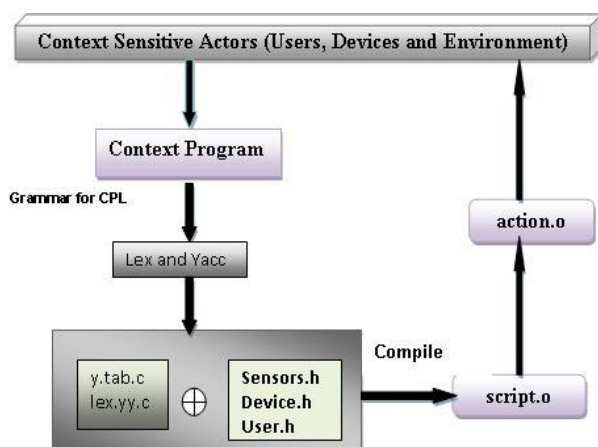 Context Sensitive Actors (Users, Devices and Environment)
Context Program
Grammar for CPL
Lex and Yacc
action.o
y.tab.c
lex.yy.c
Sensors.h
Device.h
User.h
Compile
script.o